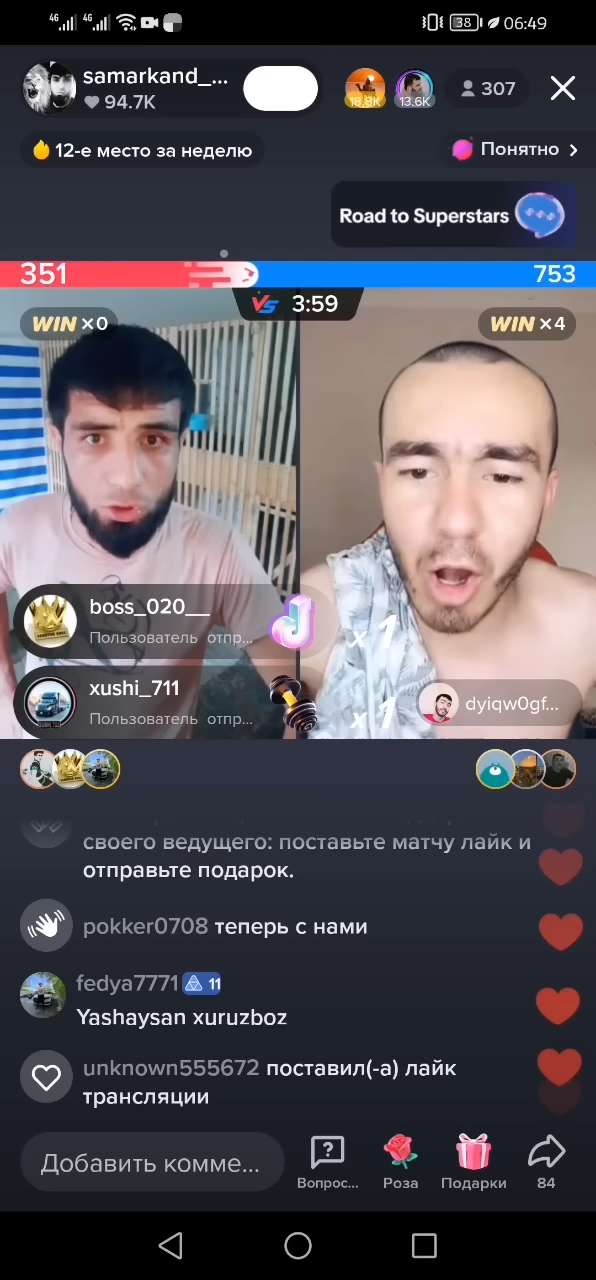 4G 4G 38 06:49
samarkand_...
94.7K
18.8K 13.6K 307
12-е место за неделю
Понятно
Road to Superstars
351 753
VS 3:59
WIN ×0
WIN ×4
boss_020__
Пользователь отпр...
x 1
xushi_711
Пользователь отпр...
x 1
dyiqw0gf...
своего ведущего: поставьте матчу лайк и
отправьте подарок.
pokker0708 теперь с нами
fedya7771 11
Yashaysan xuruzboz
unknown555672 поставил(-а) лайк
трансляции
Добавить комме...
Вопрос...
Роза
Подарки
84